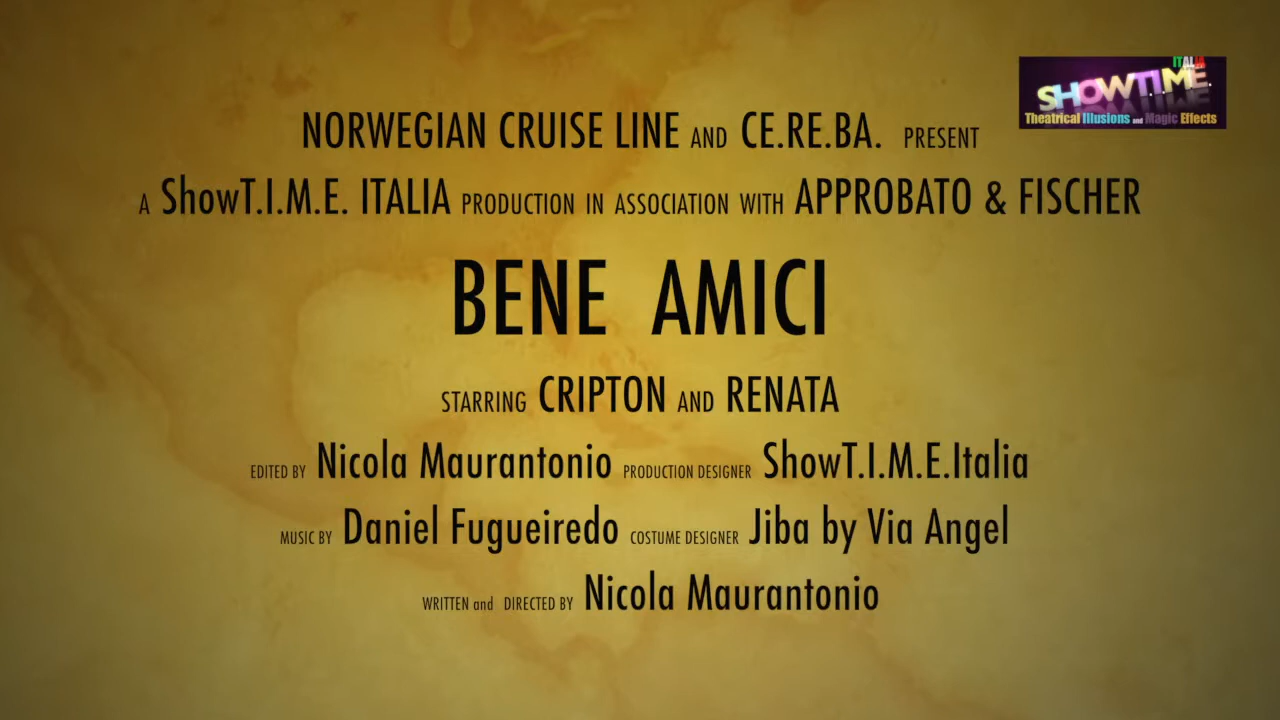 ITALIA
SHOWT.I.M.E.
Theatrical Illusions and Magic Effects
NORWEGIAN CRUISE LINE AND CE.RE.BA. PRESENT
A ShowT.I.M.E. ITALIA PRODUCTION IN ASSOCIATION WITH APPROBATO & FISCHER
BENE AMICI
STARRING CRIPTON AND RENATA
EDITED BY Nicola Maurantonio PRODUCTION DESIGNER ShowT.I.M.E.Italia
MUSIC BY Daniel Fugueiredo COSTUME DESIGNER Jiba by Via Angel
WRITTEN and DIRECTED BY Nicola Maurantonio